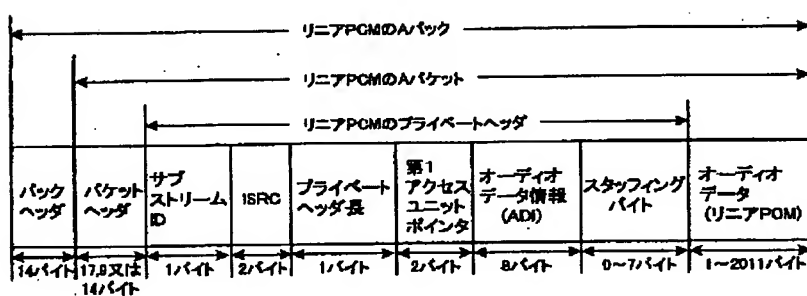 リニアPCMのAパック
リニアPCMのAパケット
リニアPCMのプライベートヘッダ
パック
ヘッダ
パケット
ヘッダ
サブ
ストリーム
ID
ISRC
プライベート
ヘッダ長
第1
アクセス
ユニット
ポインタ
オーディオ
データ情報
(ADI)
スタッフィング
バイト
オーディオ
データ
(リニアPCM)
14バイト
17,9又は
14バイト
1バイト
2バイト
1バイト
2バイト
8バイト
0~7バイト
1~2011バイト